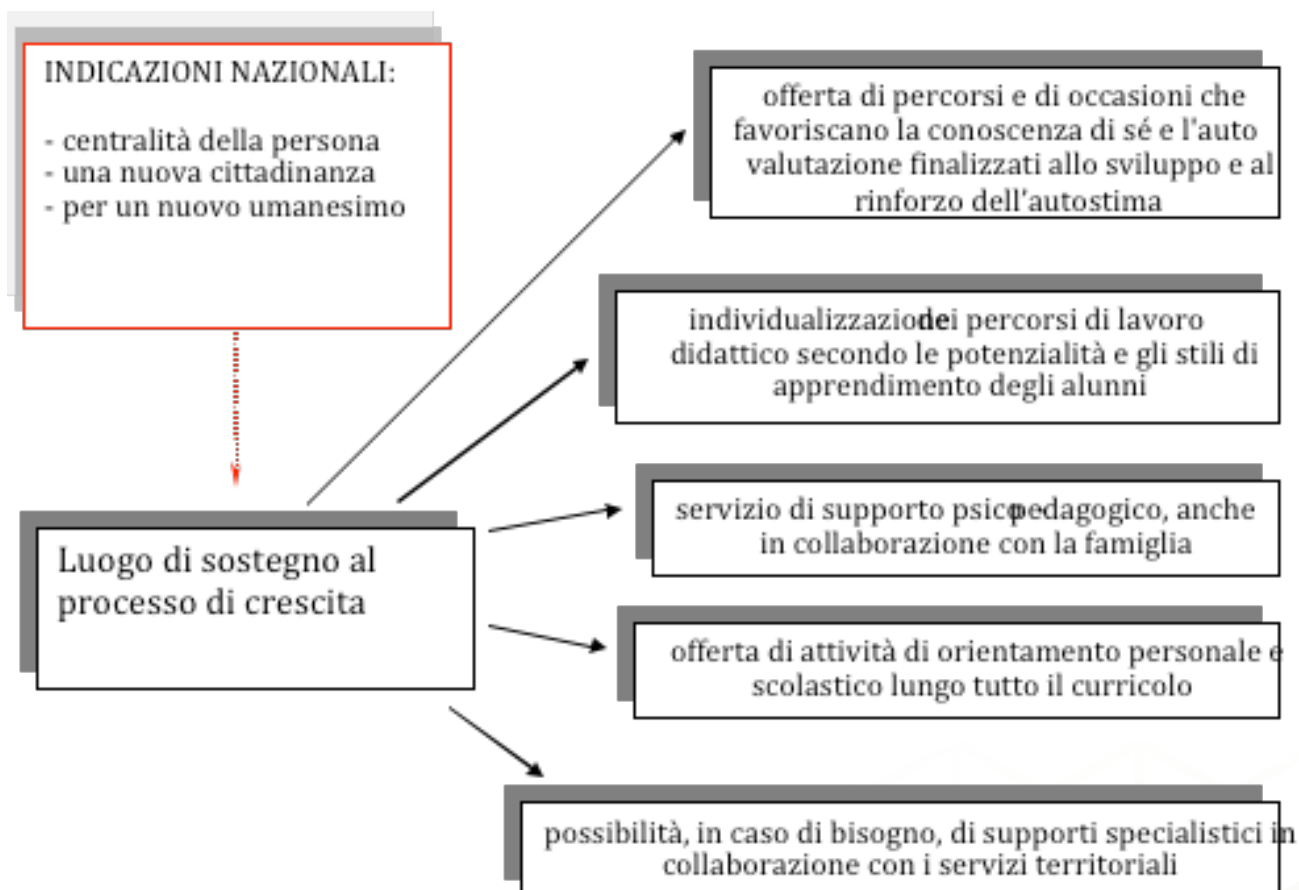 INDICAZIONI NAZIONALI:
- centralità della persona
- una nuova cittadinanza
- per un nuovo umanesimo
Luogo di sostegno al
processo di crescita
offerta di percorsi e di occasioni che
favoriscano la conoscenza di sé e l'auto
valutazione finalizzati allo sviluppo e al
rinforzo dell'autostima
individualizzazione dei percorsi di lavoro
didattico secondo le potenzialità e gli stili di
apprendimento degli alunni
servizio di supporto psico-pedagogico, anche
in collaborazione con la famiglia
offerta di attività di orientamento personale e
scolastico lungo tutto il curricolo
possibilità, in caso di bisogno, di supporti specialistici in
collaborazione con i servizi territoriali